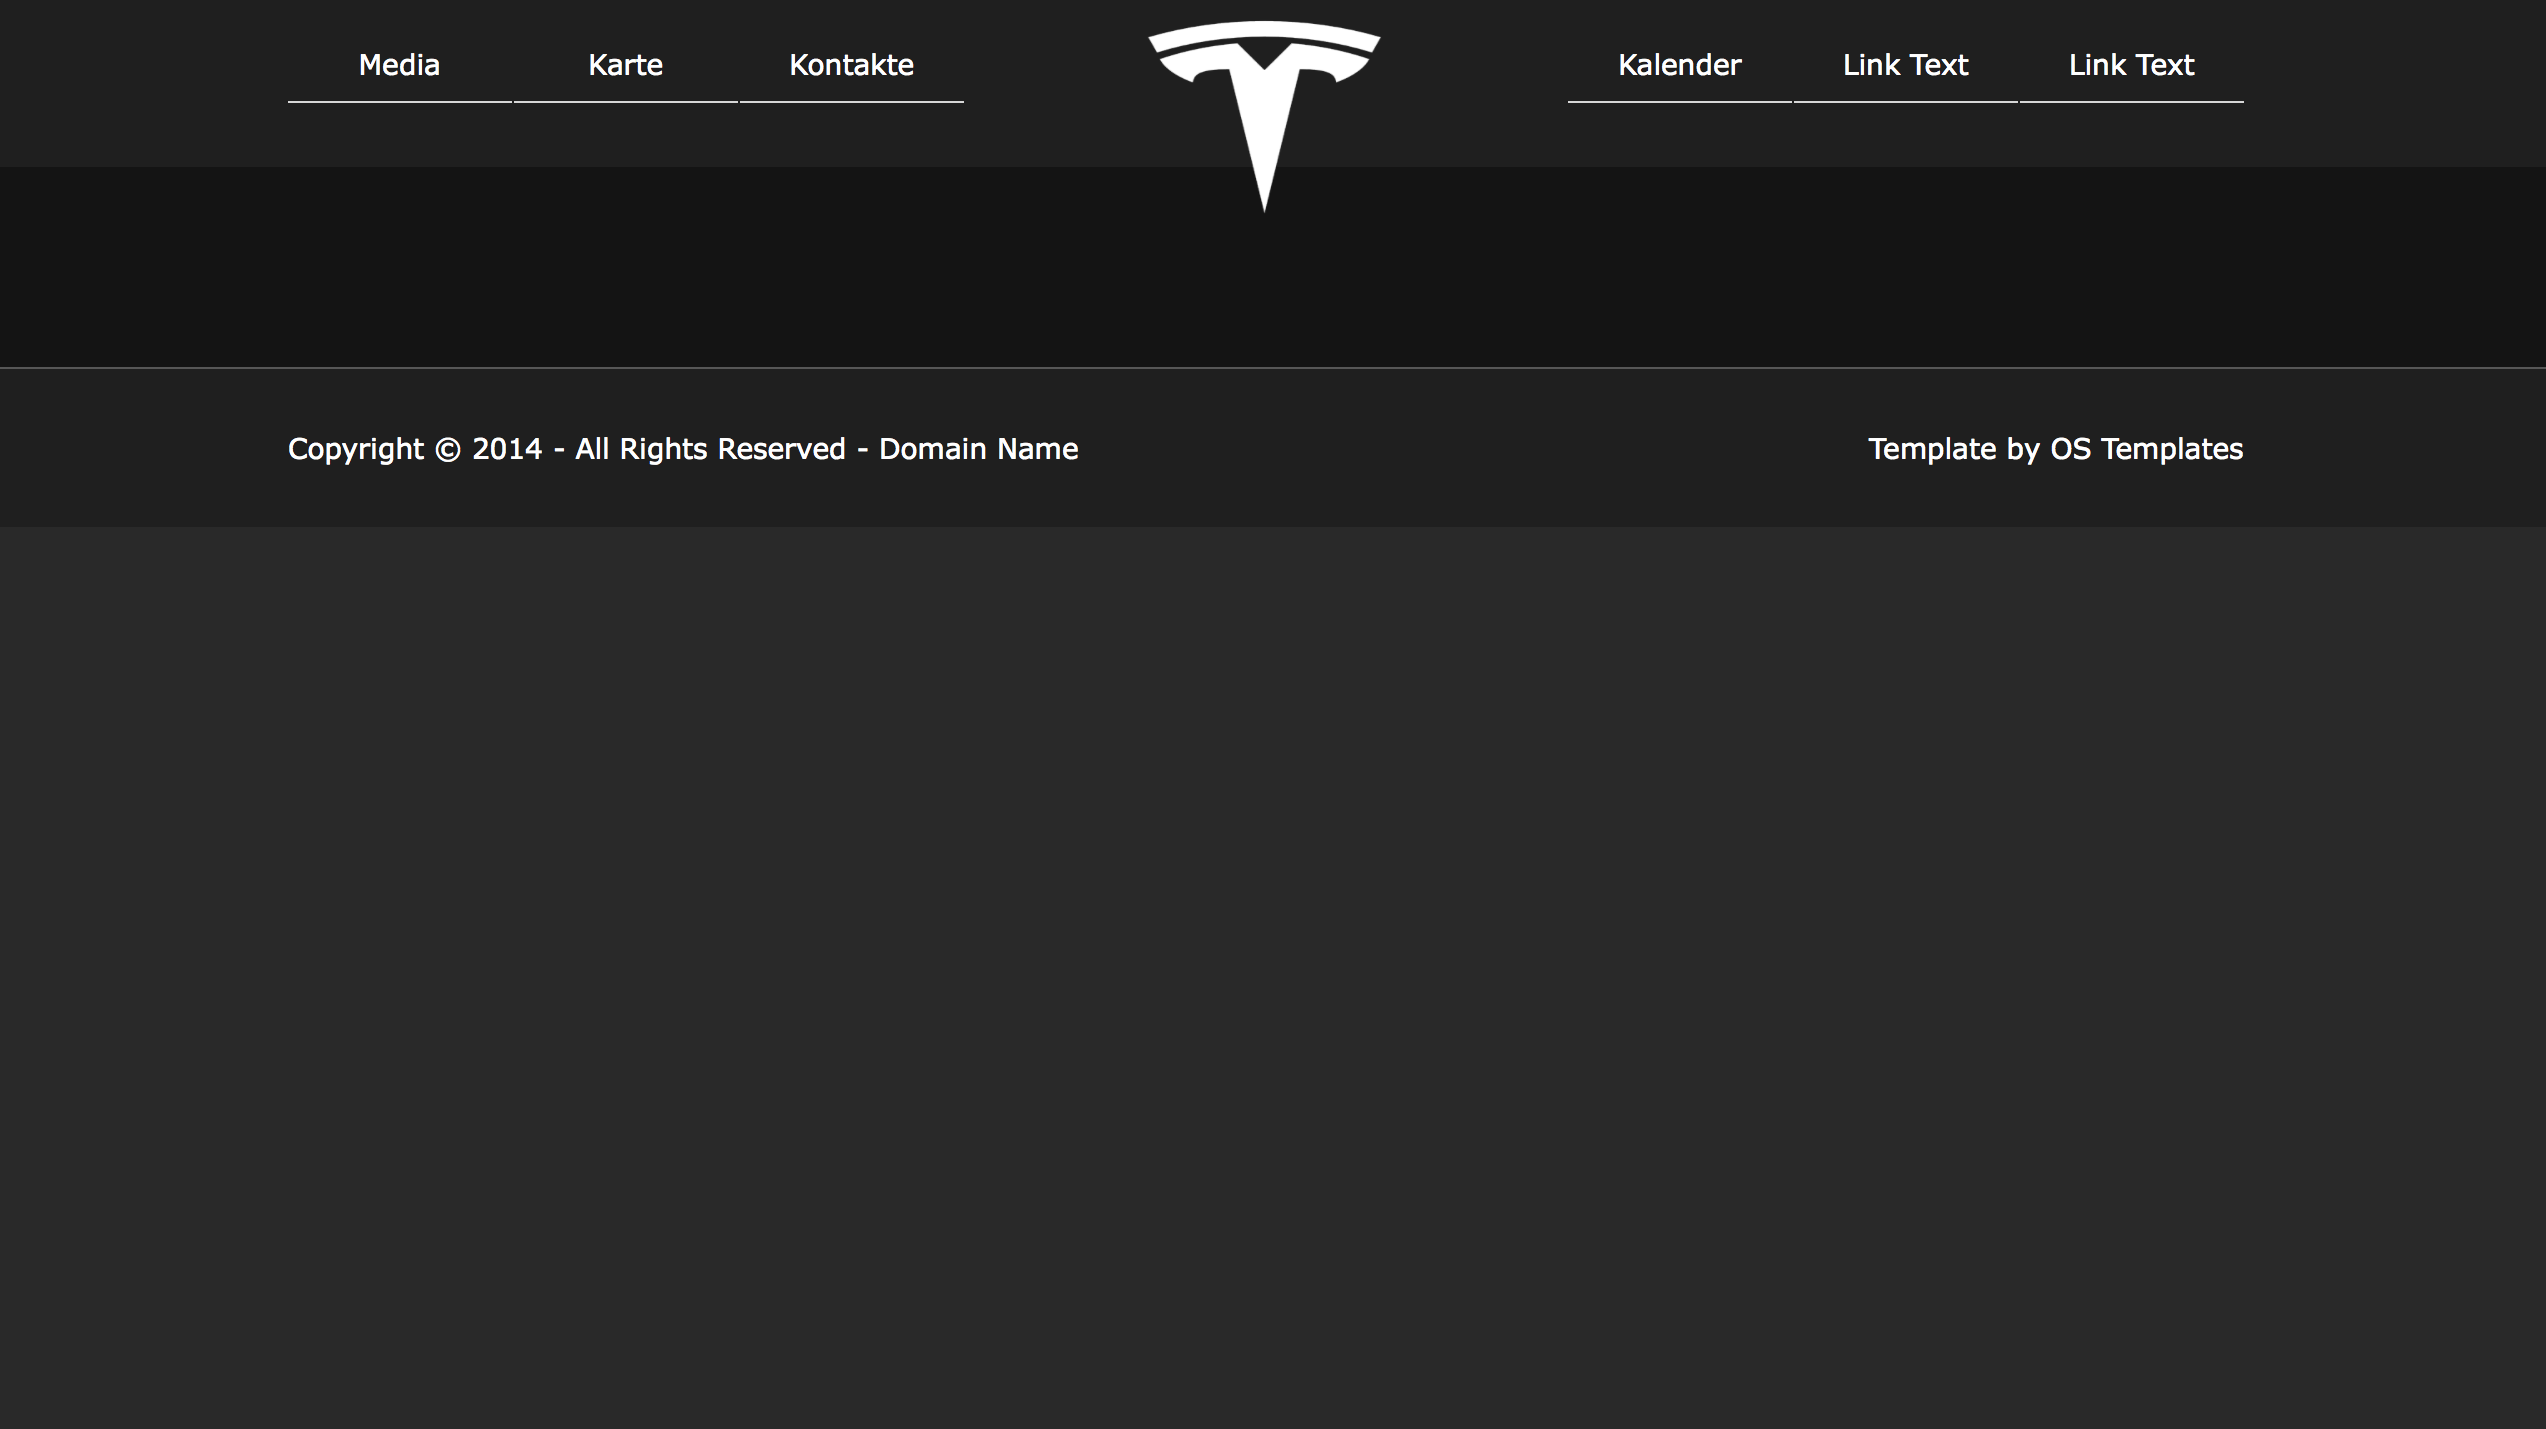 Media Karte Kontakte Kalender Link Text Link Text
Copyright © 2014 - All Rights Reserved - Domain Name Template by OS Templates